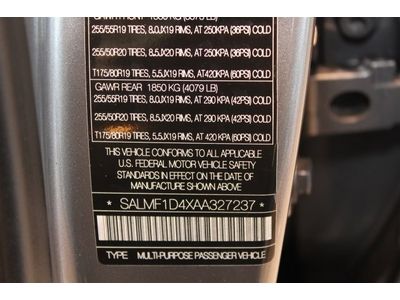 255/55R19 TIRES, 8.0JX19 RIMS, AT 250KPA (36PSI) COLD
255/50R20 TIRES, 8.5JX20 RIMS, AT 250KPA (36PSI) COLD
T175/80R19 TIRES, 5.5JX19 RIMS, AT420KPA (60PSI) COLD
GAWR REAR 1850 KG (4079 LB)
255/55R19 TIRES, 8.0JX19 RIMS, AT 290 KPA (42PSI) COLD
255/50R20 TIRES, 8.5JX20 RIMS, AT 290 KPA (42PSI) COLD
T175/80R19 TIRES, 5.5JX19 RIMS, AT 420 KPA (60PSI) COLD
THIS VEHICLE CONFORMS TO ALL APPLICABLE
U.S. FEDERAL MOTOR VEHICLE SAFETY
STANDARDS IN EFFECT ON THE DATE OF
MANUFACTURE SHOWN ABOVE
* SALMF1D4XAA327237 *
TYPE MULTI-PURPOSE PASSENGER VEHICLE